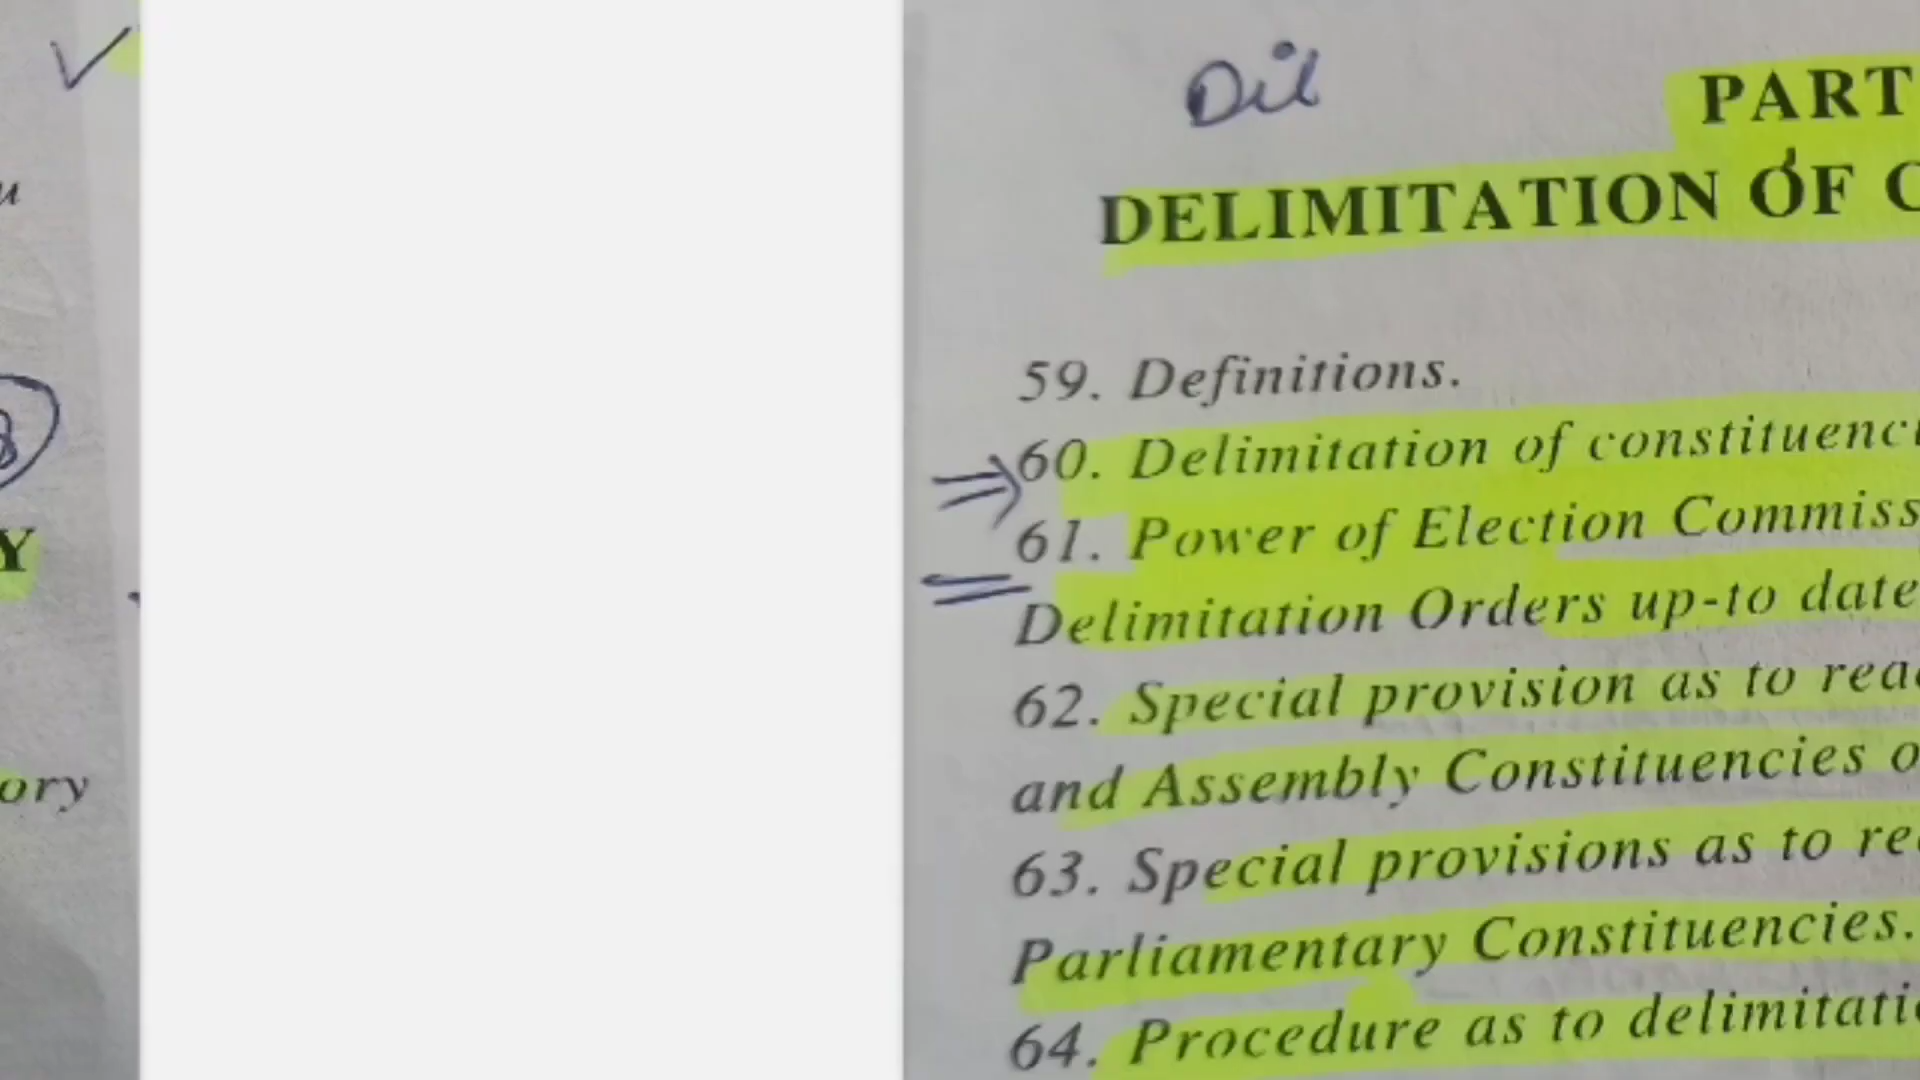 Y
ory
Dil
PART
DELIMITATION OF C
59. Definitions.
60. Delimitation of constituenci
61. Power of Election Commiss
Delimitation Orders up-to date
62. Special provision as to rea
and Assembly Constituencies o
63. Special provisions as to re
Parliamentary Constituencies.
64. Procedure as to delimitati